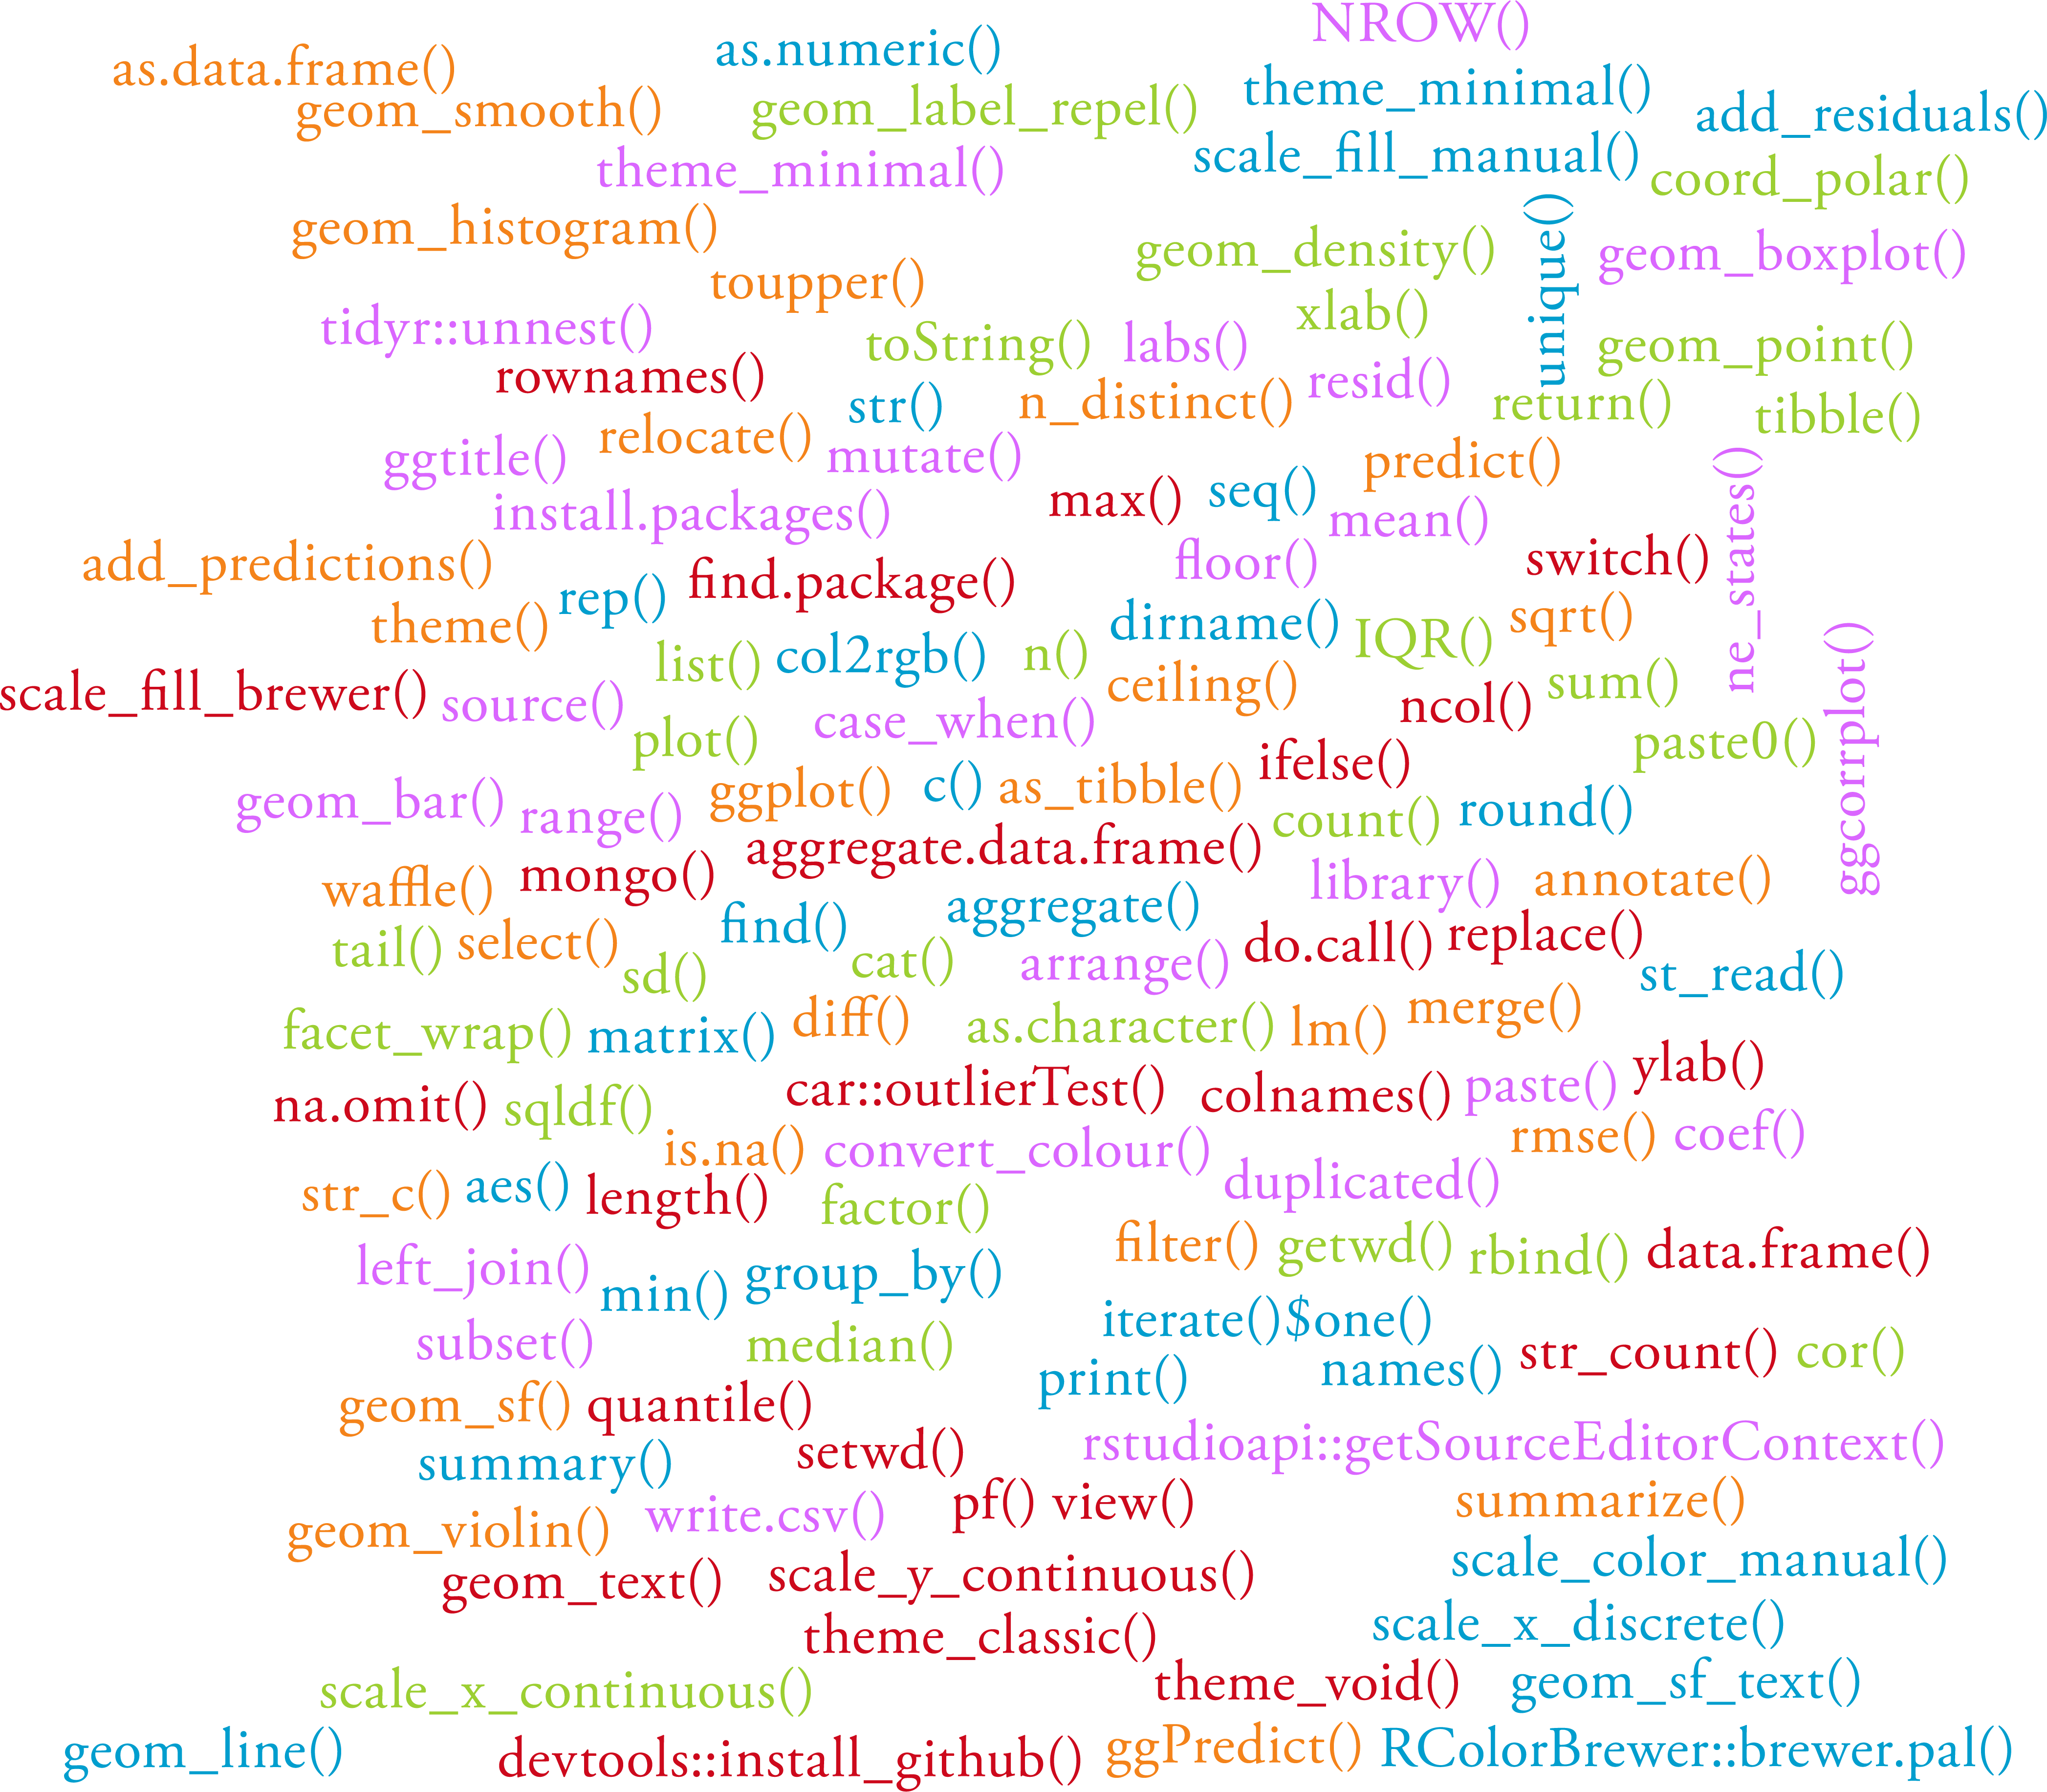 NROW()
as.numeric()
as.data.frame()
theme_minimal()
geom_smooth()
geom_label_repel()
add_residuals()
theme_minimal()
scale_fill_manual()
coord_polar()
geom_histogram()
geom_density()
unique()
geom_boxplot()
toupper()
xlab()
tidyr::unnest()
toString()
labs()
geom_point()
rownames()
resid()
str()
n_distinct()
return()
tibble()
relocate()
ggtitle()
mutate()
predict()
install.packages()
max()
seq()
mean()
ne_states()
add_predictions()
find.package()
floor()
switch()
rep()
theme()
dirname()
IQR()
sqrt()
list()
col2rgb()
n()
ceiling()
sum()
scale_fill_brewer()
source()
case_when()
ncol()
plot()
paste0()
ggcorrplot()
ifelse()
ggplot()
c()
as_tibble()
geom_bar()
range()
count()
round()
aggregate.data.frame()
waffle()
mongo()
library()
annotate()
find()
aggregate()
tail()
select()
do.call()
replace()
sd()
cat()
arrange()
st_read()
facet_wrap()
matrix()
diff()
as.character()
lm()
merge()
ylab()
na.omit()
sqldf()
car::outlierTest()
colnames()
paste()
is.na()
convert_colour()
rmse()
coef()
str_c()
aes()
length()
factor()
duplicated()
filter()
getwd()
rbind()
data.frame()
left_join()
min()
group_by()
iterate()$one()
subset()
median()
print()
names()
str_count()
cor()
geom_sf()
quantile()
rstudioapi::getSourceEditorContext()
summary()
setwd()
write.csv()
pf()
view()
summarize()
geom_violin()
geom_text()
scale_y_continuous()
scale_color_manual()
theme_classic()
scale_x_discrete()
scale_x_continuous()
theme_void()
geom_sf_text()
geom_line()
devtools::install_github()
ggPredict()
RColorBrewer::brewer.pal()